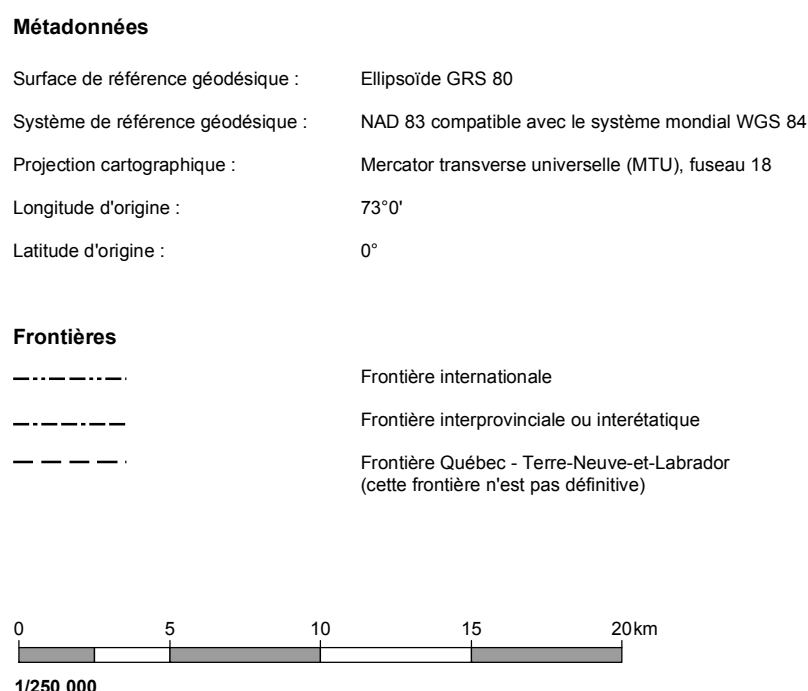 Métadonnées
Surface de référence géodésique : Ellipsoïde GRS 80
Système de référence géodésique : NAD 83 compatible avec le système mondial WGS 84
Projection cartographique : Mercator transverse universelle (MTU), fuseau 18
Longitude d'origine : 73°0'
Latitude d'origine : 0°
Frontières
Frontière internationale
Frontière interprovinciale ou interétatique
Frontière Québec - Terre-Neuve-et-Labrador
(cette frontière n'est pas définitive)
0 5 10 15 20km
1/250 000